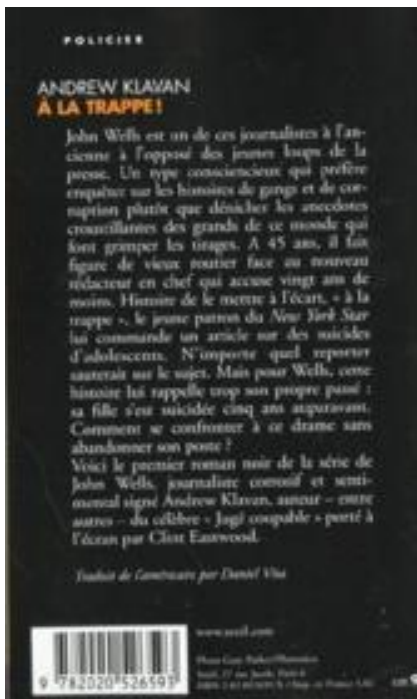 POLICIER
ANDREW KLAVAN
À LA TRAPPE !
John Wells est un de ces journalistes à l'an-
cienne à l'opposé des jeunes loups de la
presse. Un type consciencieux qui préfère
enquêter sur les histoires de gangs et de cor-
ruption plutôt que dénicher les anecdotes
croustillantes des grands de ce monde qui
font grimper les tirages. A 45 ans, il fait
figure de vieux routier face au nouveau
rédacteur en chef qui accuse vingt ans de
moins. Histoire de le mettre à l'écart, « à la
trappe », le jeune patron du New York Star
lui commande un article sur des suicides
d'adolescents. N'importe quel reporter
sauterait sur le sujet. Mais pour Wells, cette
histoire lui rappelle trop son propre passé :
sa fille s'est suicidée cinq ans auparavant.
Comment se confronter à ce drame sans
abandonner son poste ?
Voici le premier roman noir de la série de
John Wells, journaliste corrosif et senti-
mental signé Andrew Klavan, auteur – entre
autres – du célèbre « Jugé coupable » porté à
l'écran par Clint Eastwood.
Traduit de l'américain par Daniel
www.seuil.com
9 782020 526593